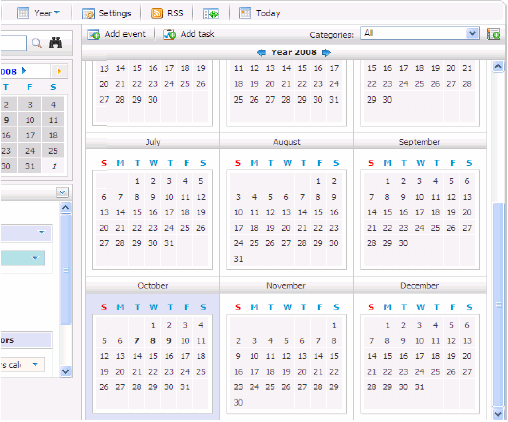 Year Settings RSS Today
Add event Add task Categories: All
Year 2008
008
T F S
2 3 4
9 10 11
16 17 18
23 24 25
30 31 1
ors
rs cal
13 14 15 16 17 18 19
20 21 22 23 24 25 26
27 28 29 30
11 12 13 14 15 16 17
18 19 20 21 22 23 24
25 26 27 28 29 30 31
15 16 17 18 19 20 21
22 23 24 25 26 27 28
29 30
July
S M T W T F S
1 2 3 4 5
6 7 8 9 10 11 12
13 14 15 16 17 18 19
20 21 22 23 24 25 26
27 28 29 30 31
August
S M T W T F S
1 2
3 4 5 6 7 8 9
10 11 12 13 14 15 16
17 18 19 20 21 22 23
24 25 26 27 28 29 30
31
September
S M T W T F S
1 2 3 4 5 6
7 8 9 10 11 12 13
14 15 16 17 18 19 20
21 22 23 24 25 26 27
28 29 30
October
S M T W T F S
1 2 3 4
5 6 7 8 9 10 11
12 13 14 15 16 17 18
19 20 21 22 23 24 25
26 27 28 29 30 31
November
S M T W T F S
1
2 3 4 5 6 7 8
9 10 11 12 13 14 15
16 17 18 19 20 21 22
23 24 25 26 27 28 29
30
December
S M T W T F S
1 2 3 4 5 6
7 8 9 10 11 12 13
14 15 16 17 18 19 20
21 22 23 24 25 26 27
28 29 30 31